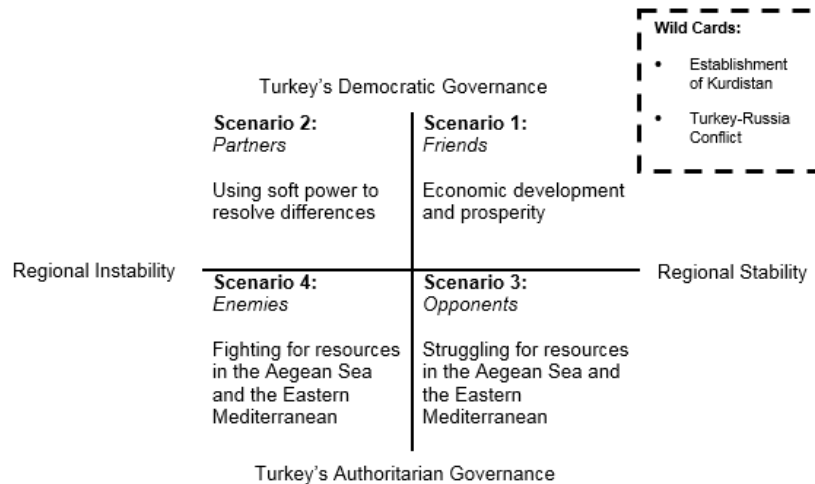 Wild Cards:
• Establishment
of Kurdistan
• Turkey-Russia
Conflict
Turkey's Democratic Governance
Scenario 2:
Partners
Using soft power to
resolve differences
Scenario 1:
Friends
Economic development
and prosperity
Regional Instability
Regional Stability
Scenario 4:
Enemies
Fighting for resources
in the Aegean Sea
and the Eastern
Mediterranean
Scenario 3:
Opponents
Struggling for resources
in the Aegean Sea and
the Eastern
Mediterranean
Turkey's Authoritarian Governance